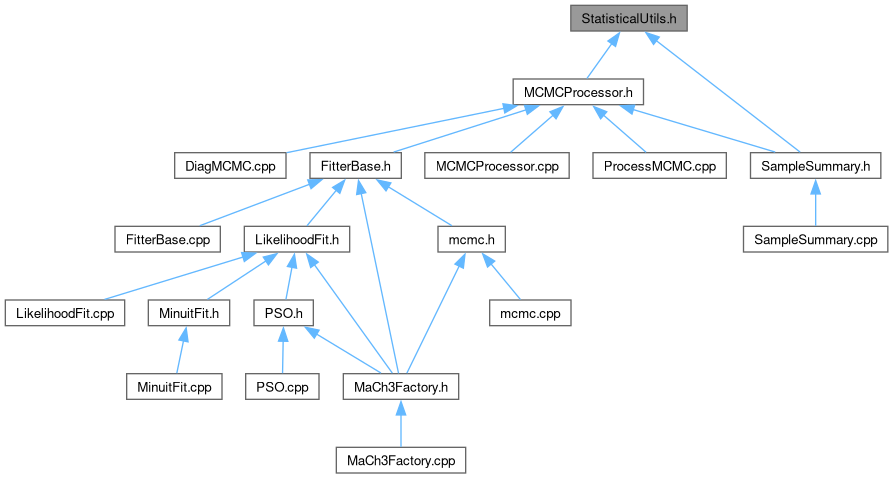 StatisticalUtils.h
MCMCProcessor.h
DiagMCMC.cpp
FitterBase.h
MCMCProcessor.cpp
ProcessMCMC.cpp
SampleSummary.h
FitterBase.cpp
LikelihoodFit.h
mcmc.h
SampleSummary.cpp
LikelihoodFit.cpp
MinuitFit.h
PSO.h
mcmc.cpp
MinuitFit.cpp
PSO.cpp
MaCh3Factory.h
MaCh3Factory.cpp